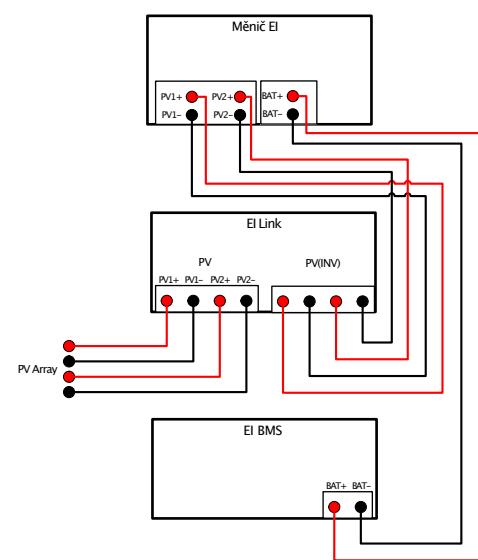 Měnič EI
PV1+ PV2+ BAT+
PV1− PV2− BAT−
EI Link
PV PV(INV)
PV1+ PV1− PV2+ PV2−
PV Array
EI BMS
BAT+ BAT−